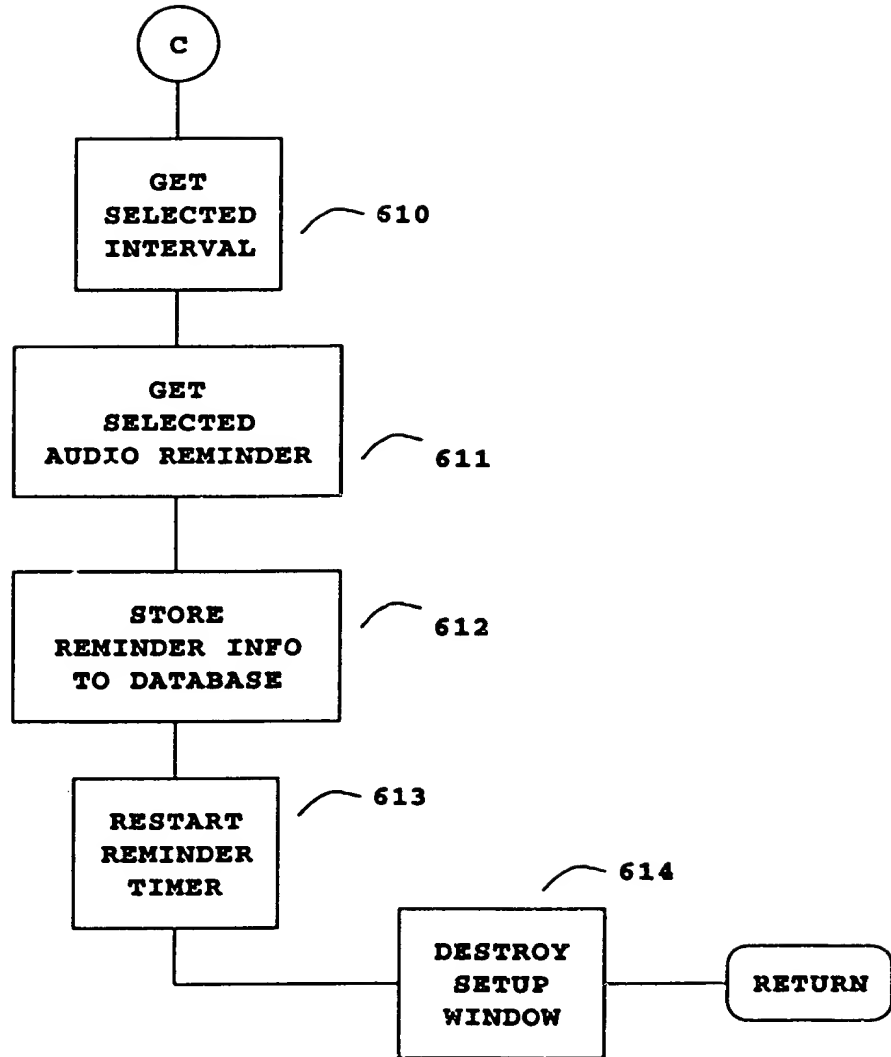 C
GET
SELECTED
INTERVAL
610
GET
SELECTED
AUDIO REMINDER
611
STORE
REMINDER INFO
TO DATABASE
612
RESTART
REMINDER
TIMER
613
DESTROY
SETUP
WINDOW
614
RETURN